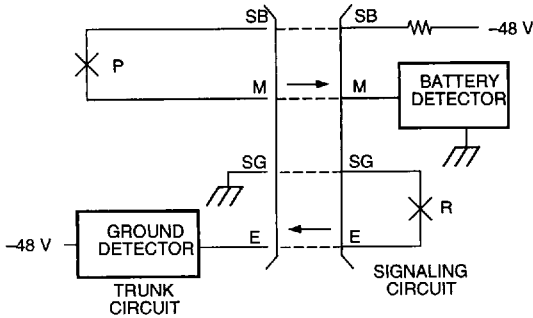 SB SB
–48 V
P
M M
BATTERY
DETECTOR
SG SG
R
GROUND
DETECTOR
–48 V
E E
TRUNK
CIRCUIT
SIGNALING
CIRCUIT